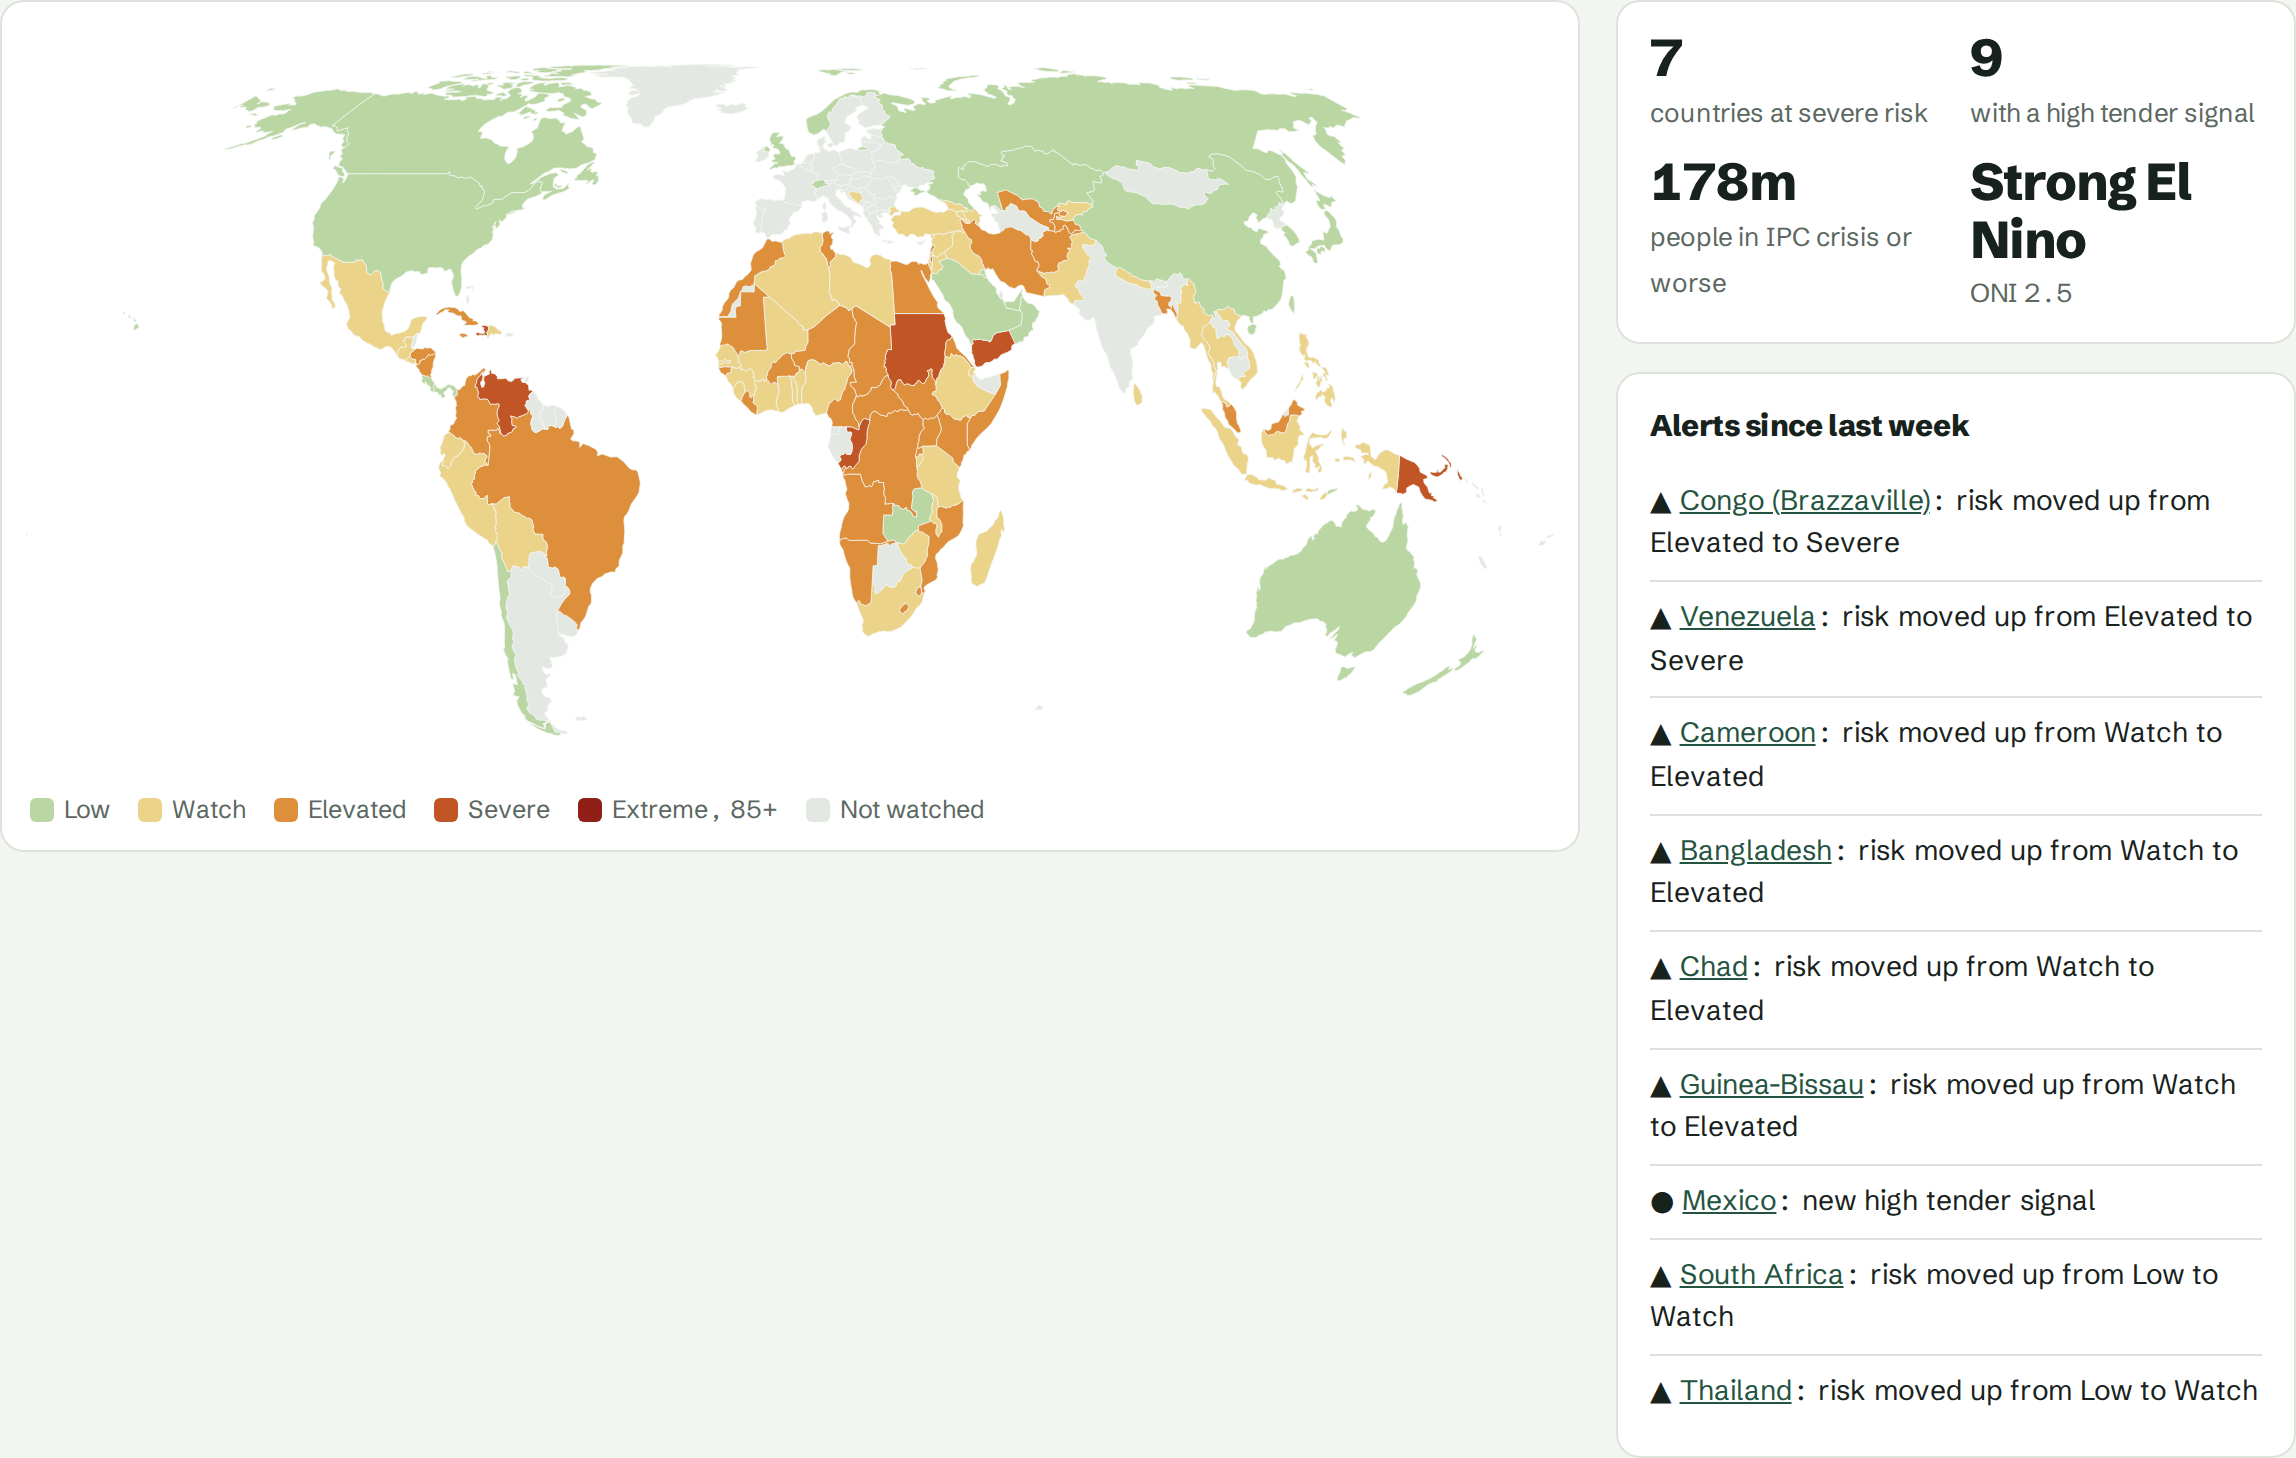 Low
Watch
Elevated
Severe
Extreme, 85+
Not watched
7
countries at severe risk
9
with a high tender signal
178m
people in IPC crisis or
worse
Strong El
Nino
ONI 2.5
Alerts since last week
▲ Congo (Brazzaville): risk moved up from
Elevated to Severe
▲ Venezuela: risk moved up from Elevated to
Severe
▲ Cameroon: risk moved up from Watch to
Elevated
▲ Bangladesh: risk moved up from Watch to
Elevated
▲ Chad: risk moved up from Watch to
Elevated
▲ Guinea-Bissau: risk moved up from Watch
to Elevated
● Mexico: new high tender signal
▲ South Africa: risk moved up from Low to
Watch
▲ Thailand: risk moved up from Low to Watch